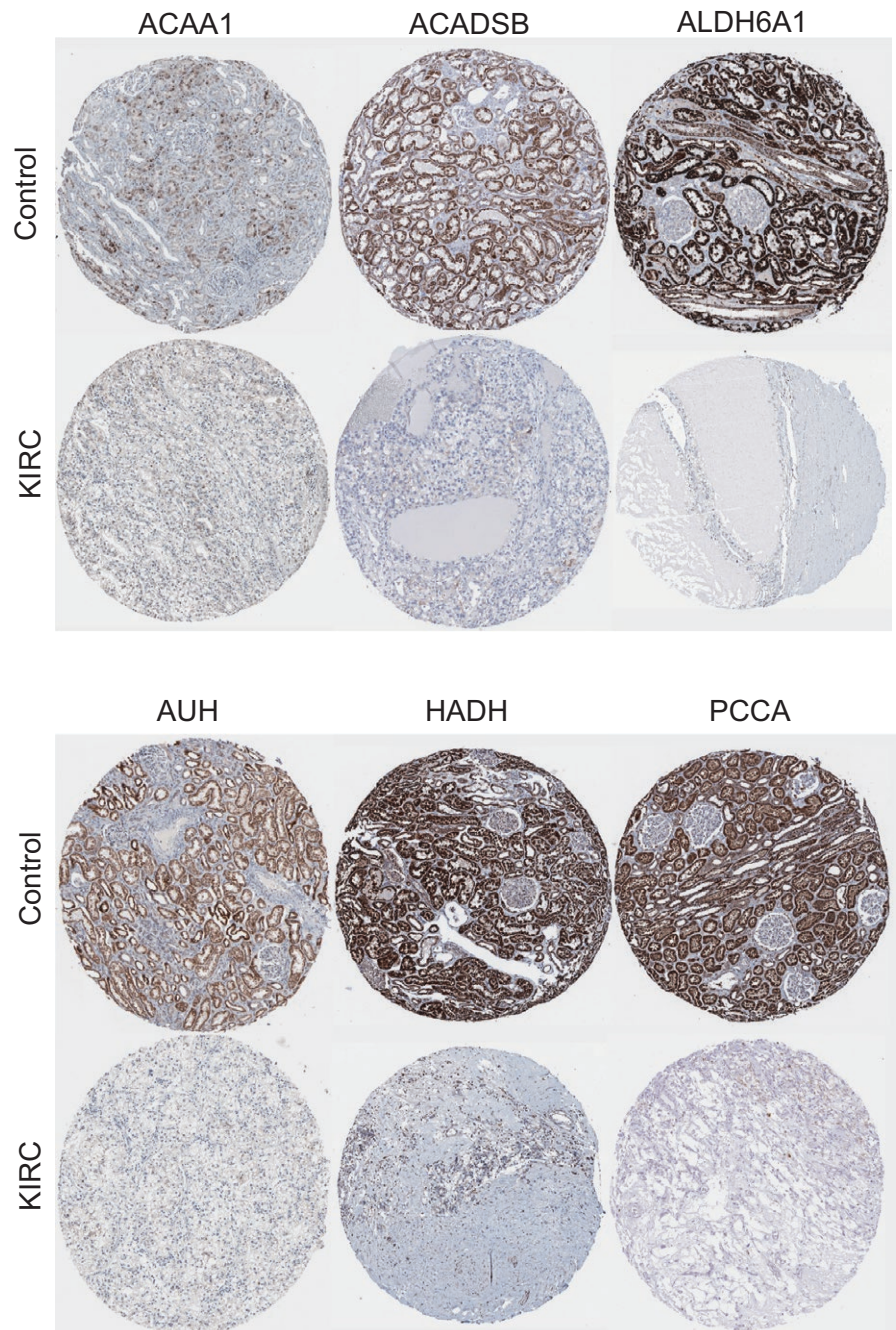 ACAA1 ACADSB ALDH6A1
Control
KIRC
AUH HADH PCCA
Control
KIRC